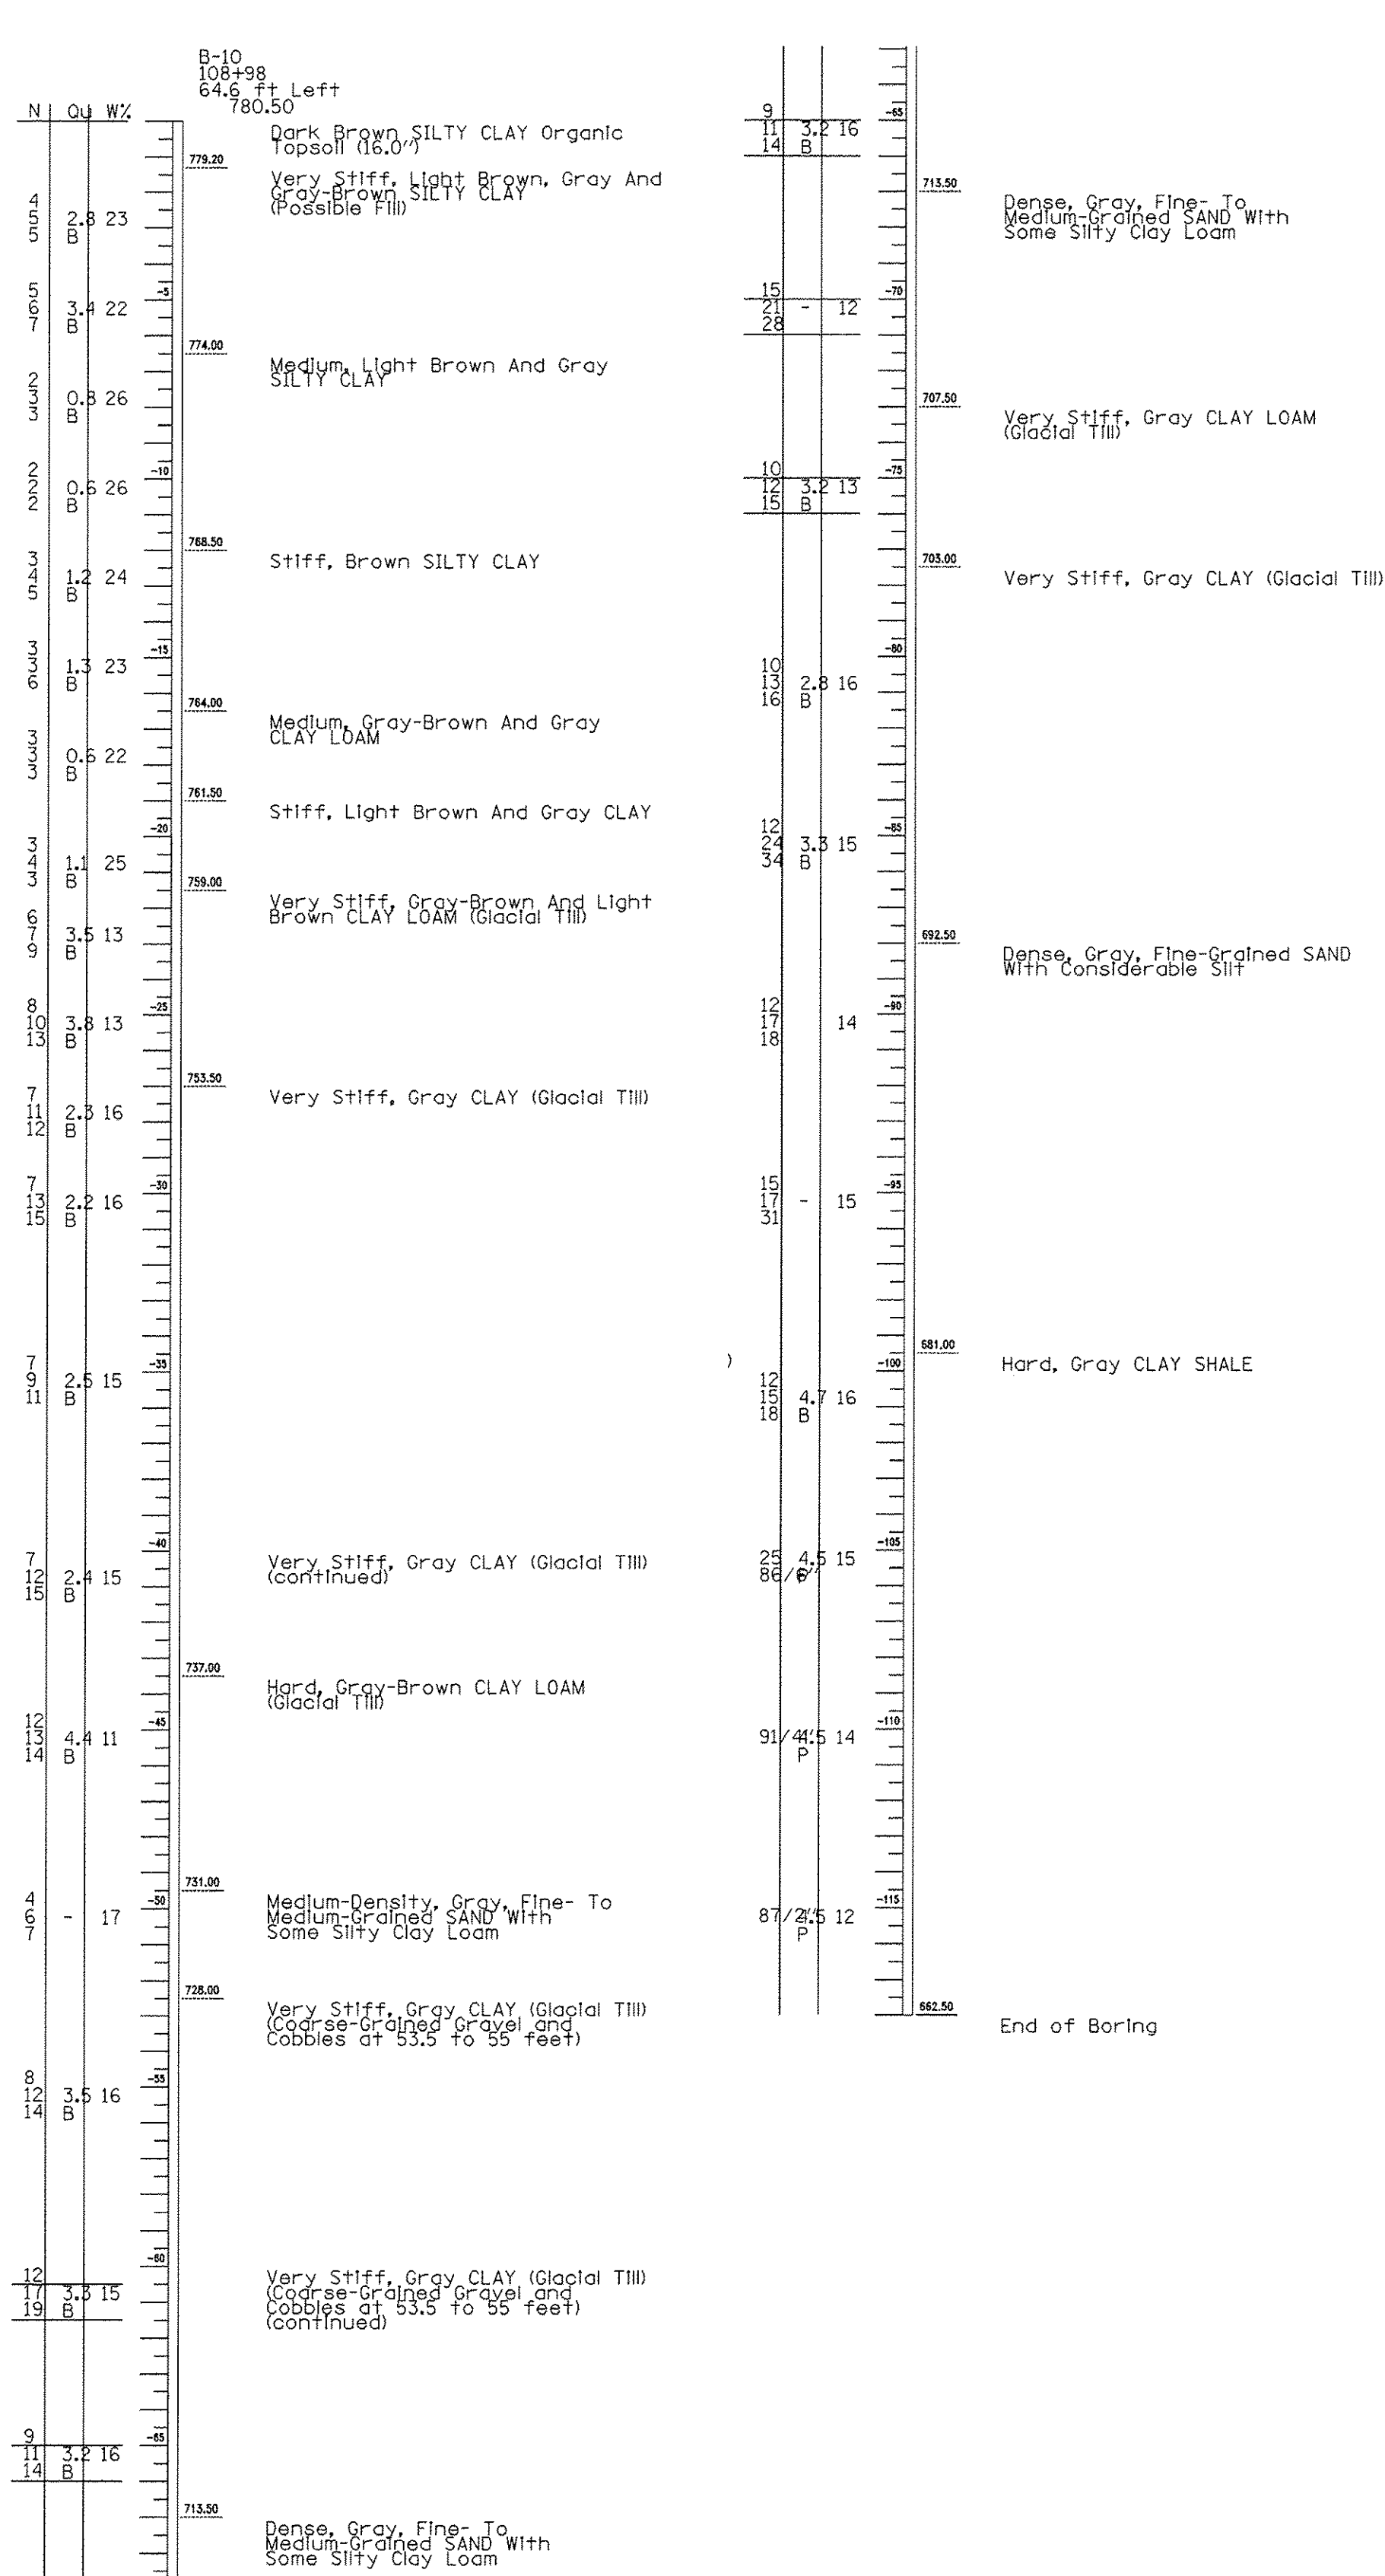 B-10
108+98
64.6 ft Left
780.50
N Qu W%
Dark Brown SILTY CLAY Organic
Topsoil (16.0")
779.20
Very Stiff, Light Brown, Gray And
Gray-Brown SILTY CLAY
(Possible Fill)
4
5 2.8 23
5 B
5 -5
6 3.4 22
7 B
774.00
Medium, Light Brown And Gray
SILTY CLAY
2
3 0.8 26
3 B
2 -10
2 0.6 26
2 B
768.50
Stiff, Brown SILTY CLAY
3
4 1.2 24
5 B
3 -15
3 1.3 23
6 B
764.00
Medium, Gray-Brown And Gray
CLAY LOAM
3
3 0.6 22
3 B
761.50
Stiff, Light Brown And Gray CLAY
-20
3
4 1.1 25
3 B
759.00
Very Stiff, Gray-Brown And Light
Brown CLAY LOAM (Glacial Till)
6
7 3.5 13
9 B
8 -25
10 3.8 13
13 B
753.50
Very Stiff, Gray CLAY (Glacial Till)
7
11 2.3 16
12 B
7 -30
13 2.2 16
15 B
7 -35
9 2.5 15
11 B
-40
7
12 2.4 15
15 B
Very Stiff, Gray CLAY (Glacial Till)
(continued)
737.00
Hard, Gray-Brown CLAY LOAM
(Glacial Till)
12 -45
13 4.4 11
14 B
731.00
4 -50
6 - 17
7
Medium-Density, Gray, Fine- To
Medium-Grained SAND With
Some Silty Clay Loam
728.00
Very Stiff, Gray CLAY (Glacial Till)
(Coarse-Grained Gravel and
Cobbles at 53.5 to 55 feet)
8 -55
12 3.5 16
14 B
-60
12
17 3.3 15
19 B
Very Stiff, Gray CLAY (Glacial Till)
(Coarse-Grained Gravel and
Cobbles at 53.5 to 55 feet)
(continued)
9 -65
11 3.2 16
14 B
713.50
Dense, Gray, Fine- To
Medium-Grained SAND With
Some Silty Clay Loam
9 -65
11 3.2 16
14 B
713.50
Dense, Gray, Fine- To
Medium-Grained SAND With
Some Silty Clay Loam
15 -70
21 - 12
28
707.50
Very Stiff, Gray CLAY LOAM
(Glacial Till)
10 -75
12 3.2 13
15 B
703.00
Very Stiff, Gray CLAY (Glacial Till)
-80
10
13 2.8 16
16 B
12 -85
24 3.3 15
34 B
692.50
Dense, Gray, Fine-Grained SAND
With Considerable Silt
12 -90
17 14
18
15 -95
17 - 15
31
681.00
)
-100
Hard, Gray CLAY SHALE
12
15 4.7 16
18 B
-105
25 4.5 15
86/6" P
-110
91/4" 4.5 14
P
-115
87/2" 4.5 12
P
662.50
End of Boring